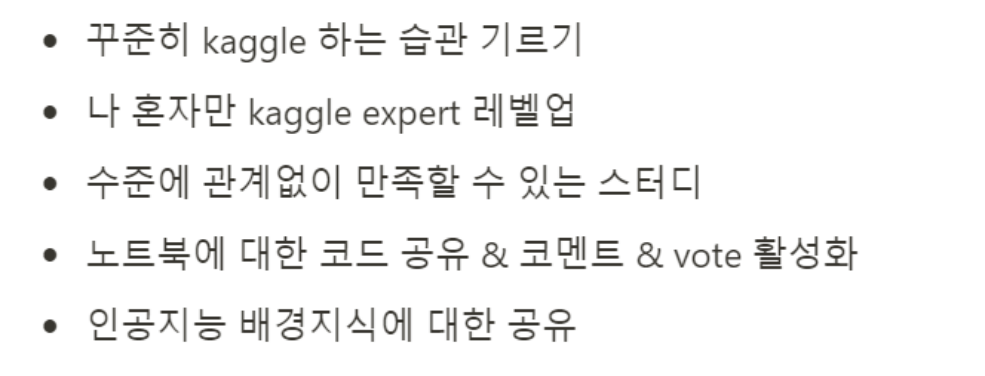 • 꾸준히 kaggle 하는 습관 기르기
• 나 혼자만 kaggle expert 레벨업
• 수준에 관계없이 만족할 수 있는 스터디
• 노트북에 대한 코드 공유 & 코멘트 & vote 활성화
• 인공지능 배경지식에 대한 공유